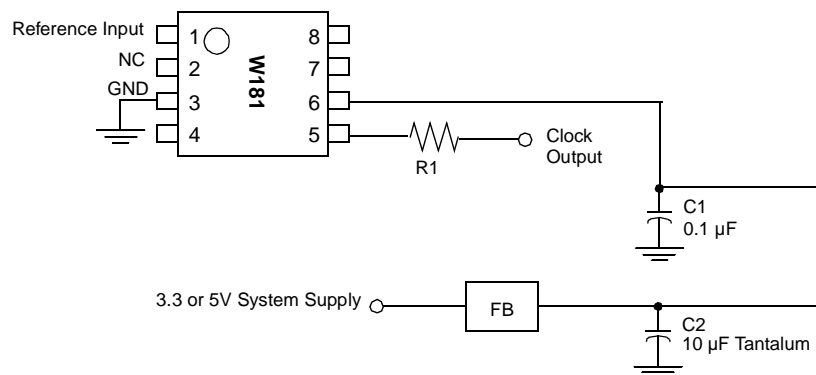 Reference Input
NC
GND
1
2
3
4
W181
8
7
6
5
R1
Clock
Output
C1
0.1 µF
3.3 or 5V System Supply
FB
C2
10 µF Tantalum